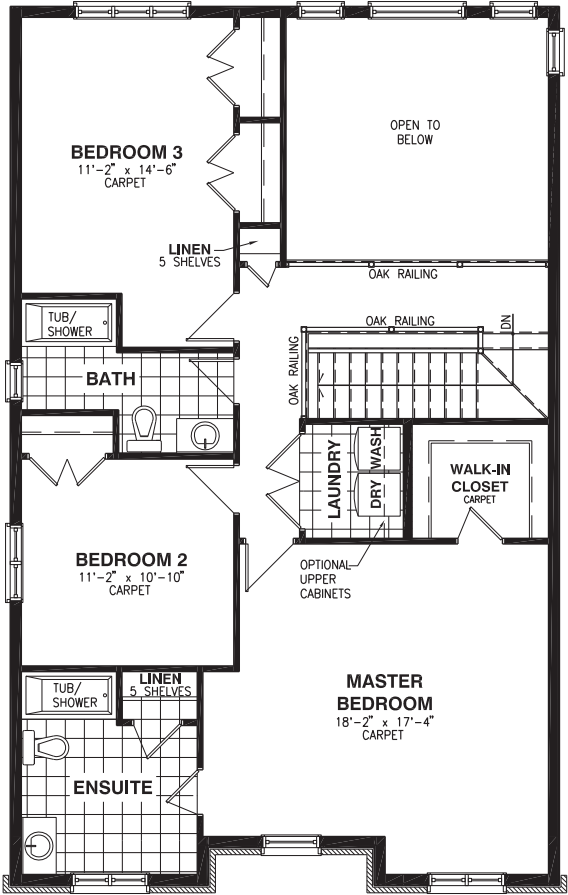 BEDROOM 3
11'-2" x 14'-6"
CARPET
OPEN TO
BELOW
LINEN
5 SHELVES
OAK RAILING
TUB/
SHOWER
OAK RAILING
DN
OAK RAILING
BATH
LAUNDRY
WASH
DRY
WALK-IN
CLOSET
CARPET
BEDROOM 2
11'-2" x 10'-10"
CARPET
OPTIONAL
UPPER
CABINETS
TUB/
SHOWER
LINEN
5 SHELVES
MASTER
BEDROOM
18'-2" x 17'-4"
CARPET
ENSUITE